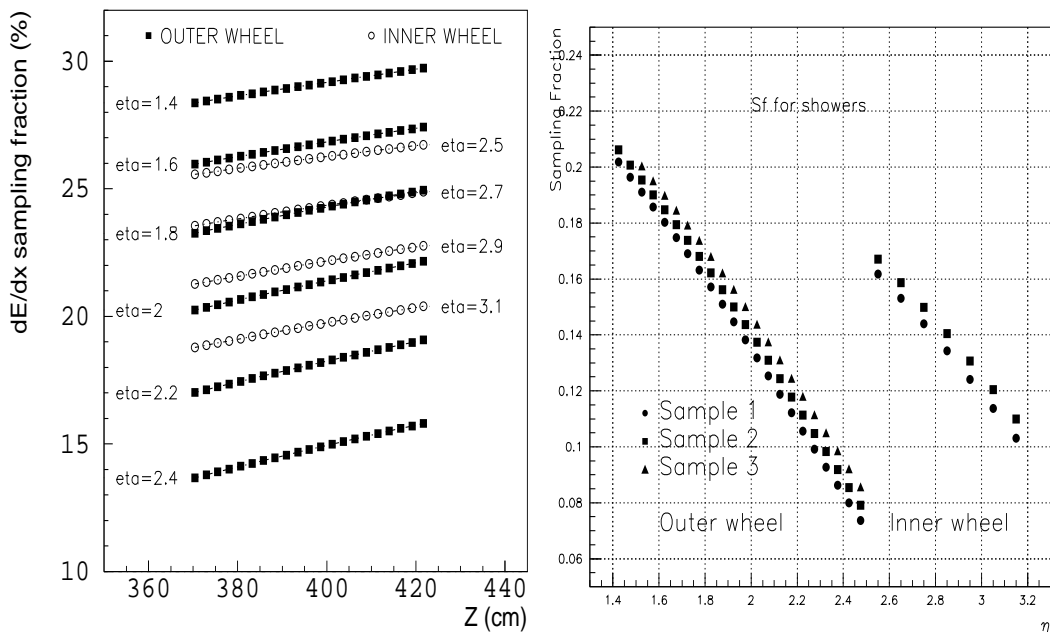 dE/dx sampling fraction (%)
■ OUTER WHEEL
○ INNER WHEEL
30
25
20
15
10
eta=1.4
eta=1.6
eta=1.8
eta=2
eta=2.2
eta=2.4
eta=2.5
eta=2.7
eta=2.9
eta=3.1
360
380
400
420
440
Z (cm)
Sampling Fraction
0.24
0.22
0.2
0.18
0.16
0.14
0.12
0.1
0.08
0.06
Sf for showers
● Sample 1
■ Sample 2
▲ Sample 3
Outer wheel
Inner wheel
1.4
1.6
1.8
2
2.2
2.4
2.6
2.8
3
3.2
η